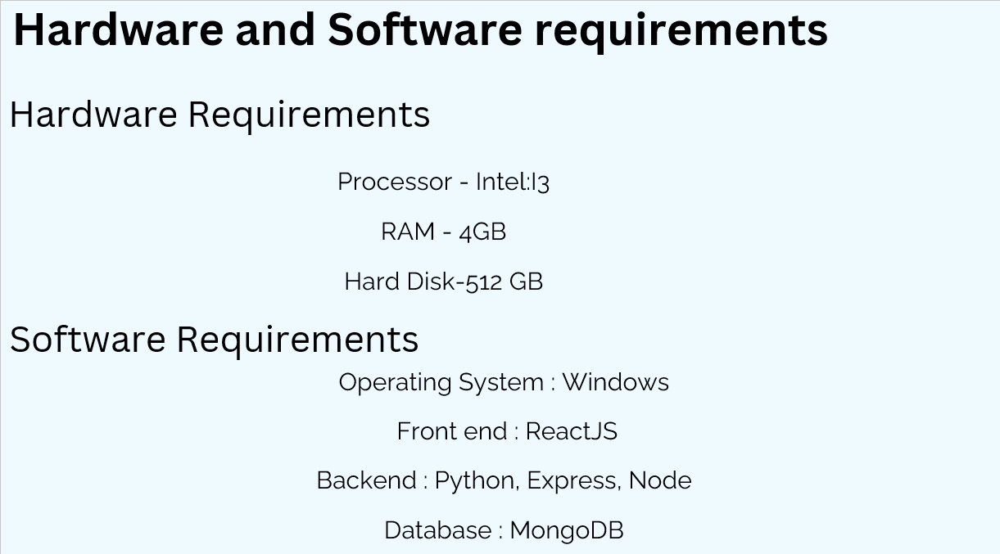 Hardware and Software requirements
Hardware Requirements
Processor - Intel:I3
RAM - 4GB
Hard Disk-512 GB
Software Requirements
Operating System : Windows
Front end : ReactJS
Backend : Python, Express, Node
Database : MongoDB